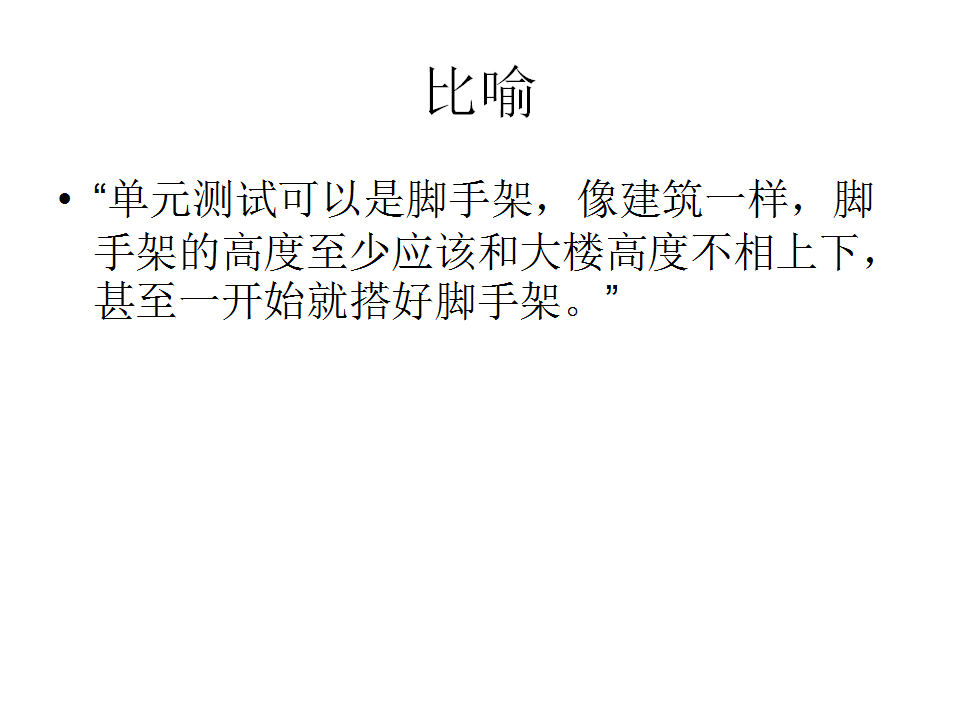 比喻
• “单元测试可以是脚手架，像建筑一样，脚
手架的高度至少应该和大楼高度不相上下，
甚至一开始就搭好脚手架。”